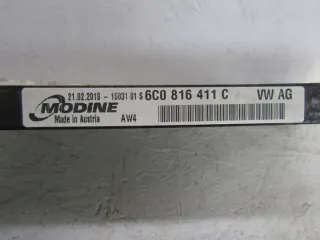 21.02.2018 - 15831 01 S 6C0 816 411 C VW AG
MODINE
Made in Austria AW4